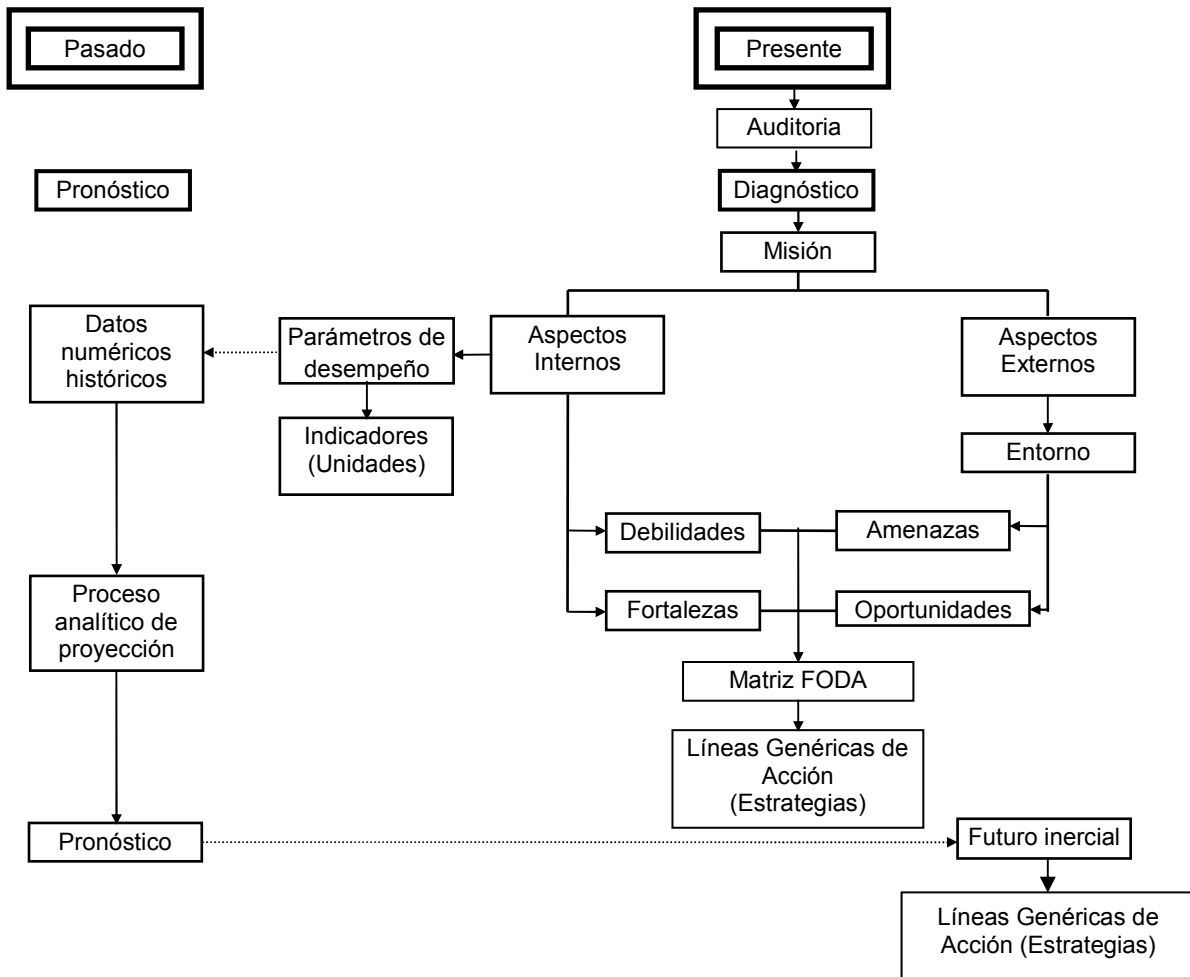 Pasado
Presente
Auditoria
Pronóstico
Diagnóstico
Misión
Datos
numéricos
históricos
Parámetros de
desempeño
Aspectos
Internos
Aspectos
Externos
Indicadores
(Unidades)
Entorno
Debilidades
Amenazas
Fortalezas
Oportunidades
Proceso
analítico de
proyección
Matriz FODA
Líneas Genéricas de
Acción
(Estrategias)
Pronóstico
Futuro inercial
Líneas Genéricas de
Acción (Estrategias)